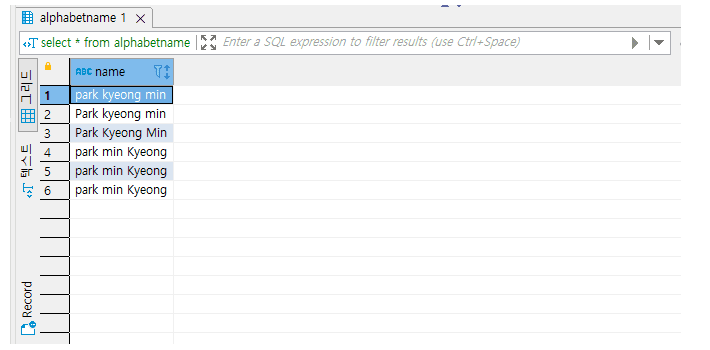 alphabetname 1
select * from alphabetname Enter a SQL expression to filter results (use Ctrl+Space)
그리드
ABC name
1 park kyeong min
2 Park kyeong min
3 Park Kyeong Min
4 park min Kyeong
5 park min Kyeong
6 park min Kyeong
텍스트
Record